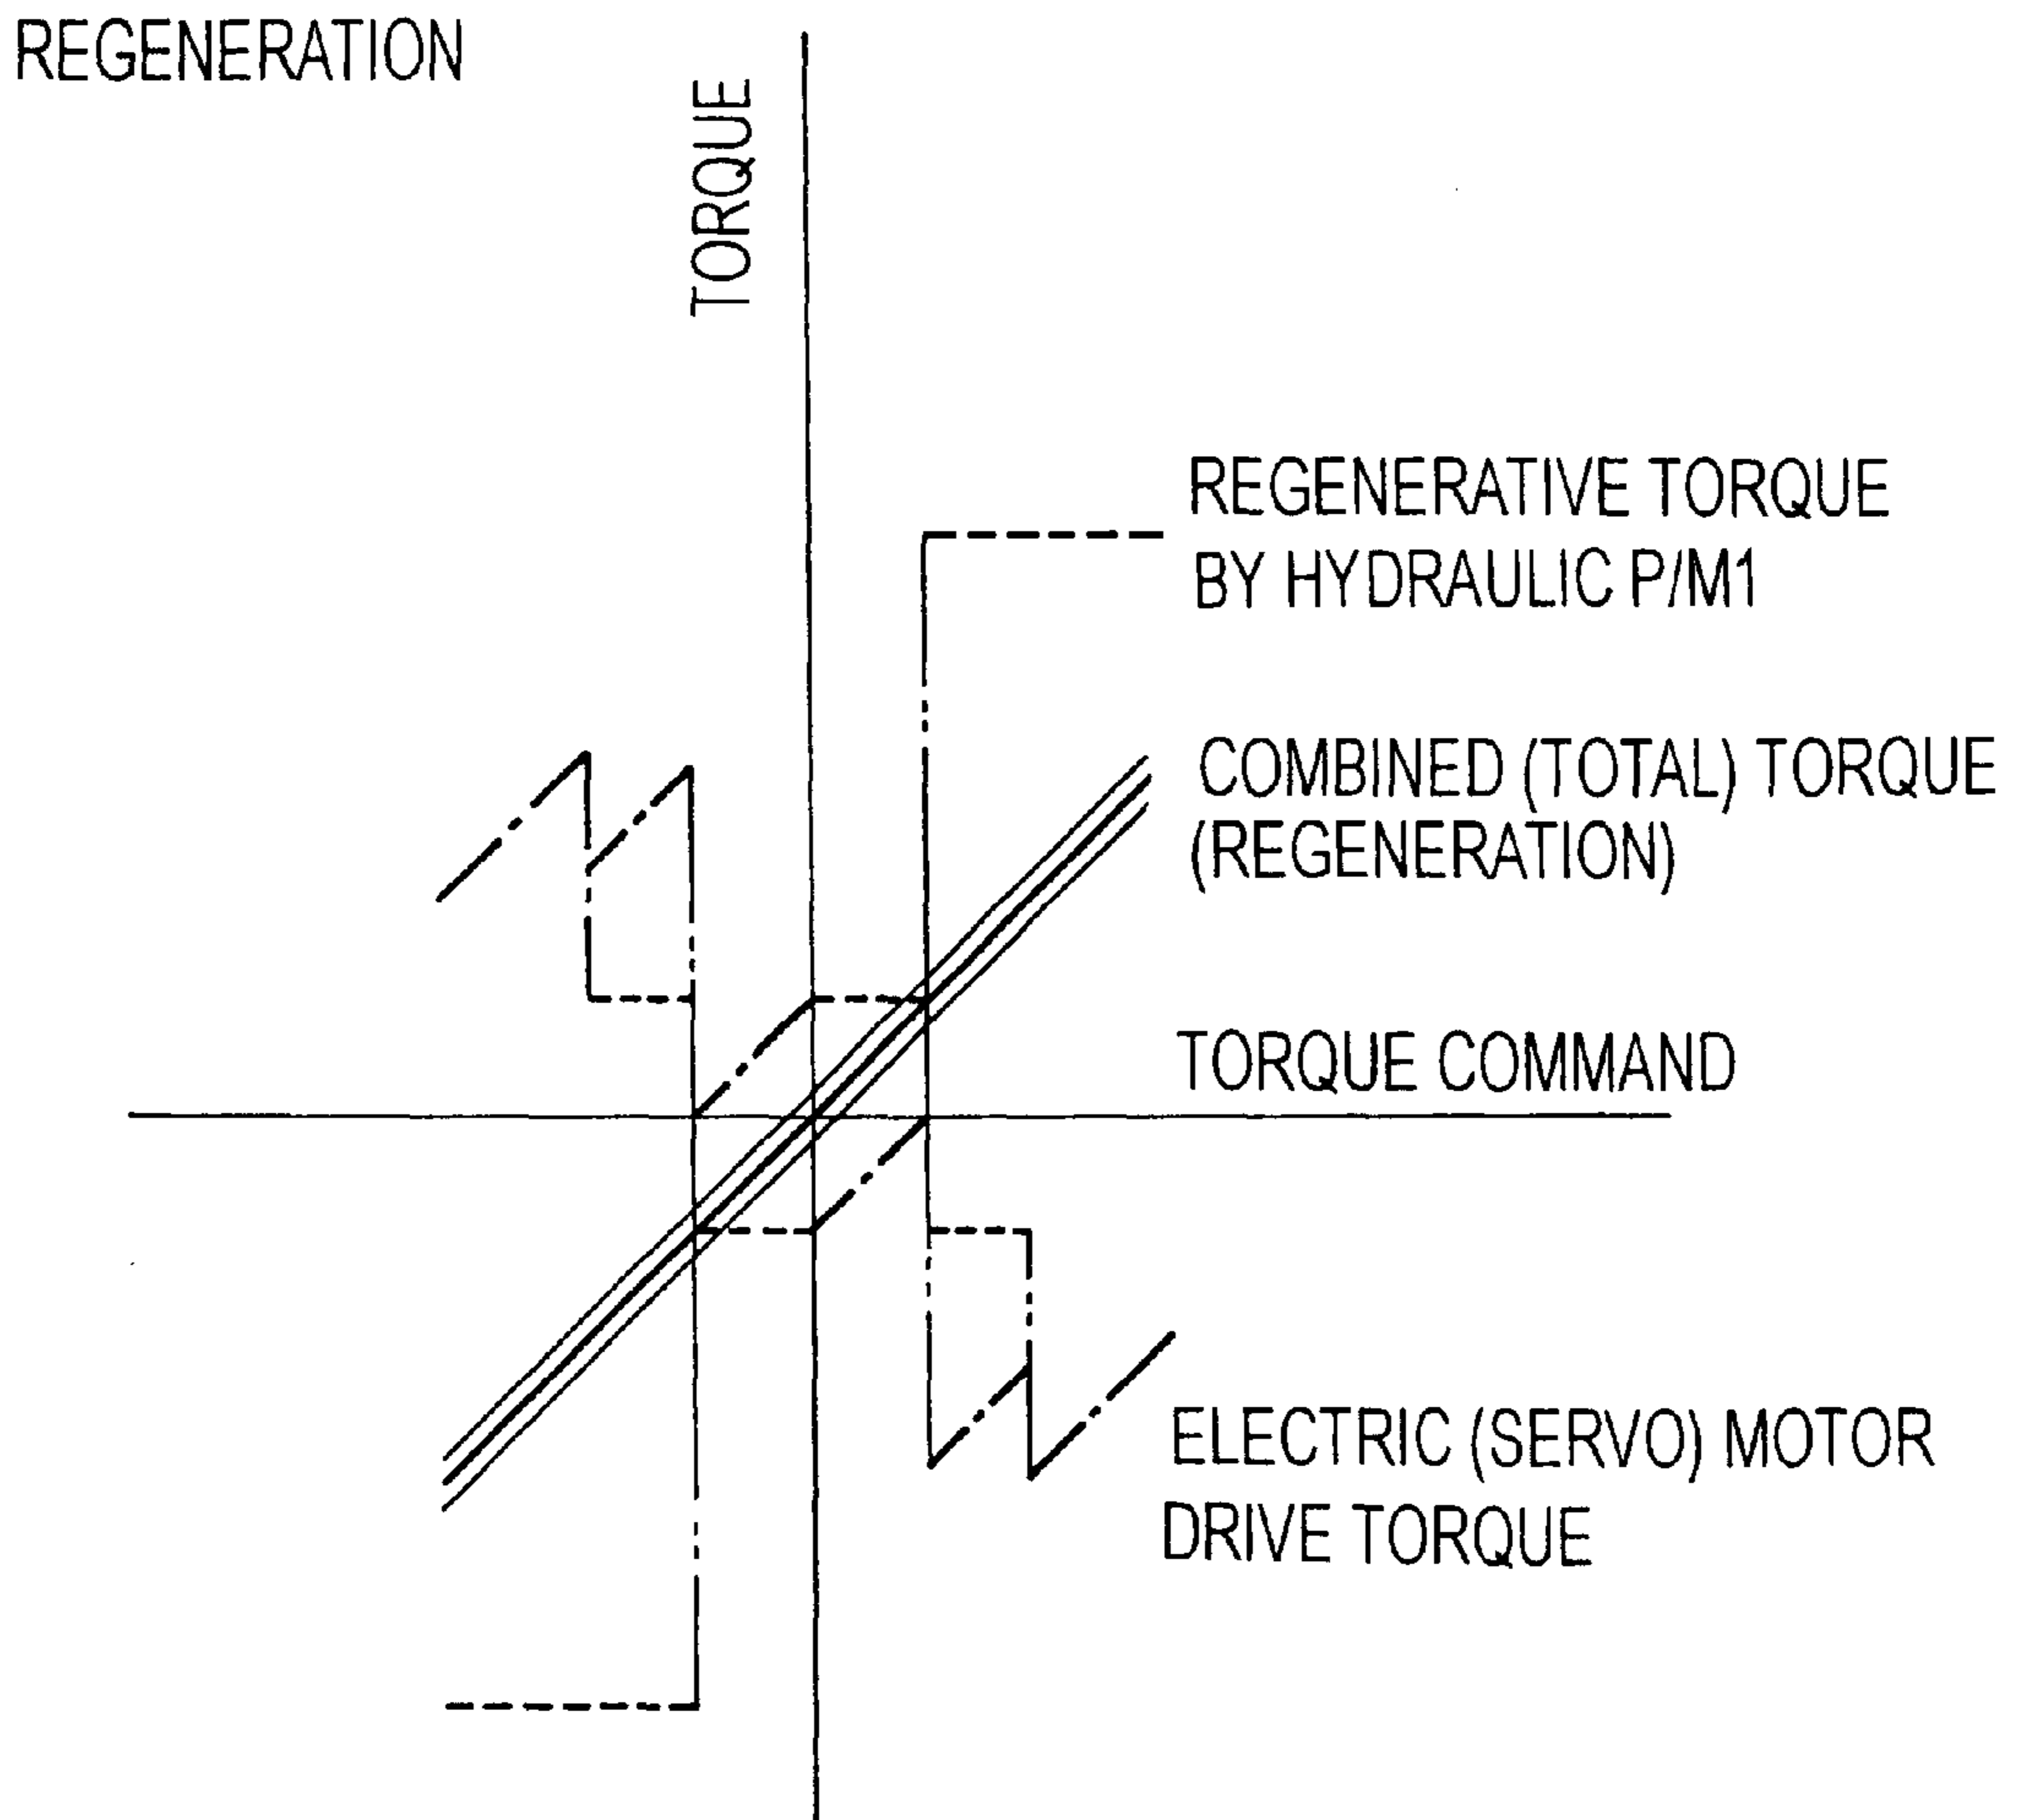 REGENERATION
TORQUE
REGENERATIVE TORQUE
BY HYDRAULIC P/M1
COMBINED (TOTAL) TORQUE
(REGENERATION)
TORQUE COMMAND
ELECTRIC (SERVO) MOTOR
DRIVE TORQUE